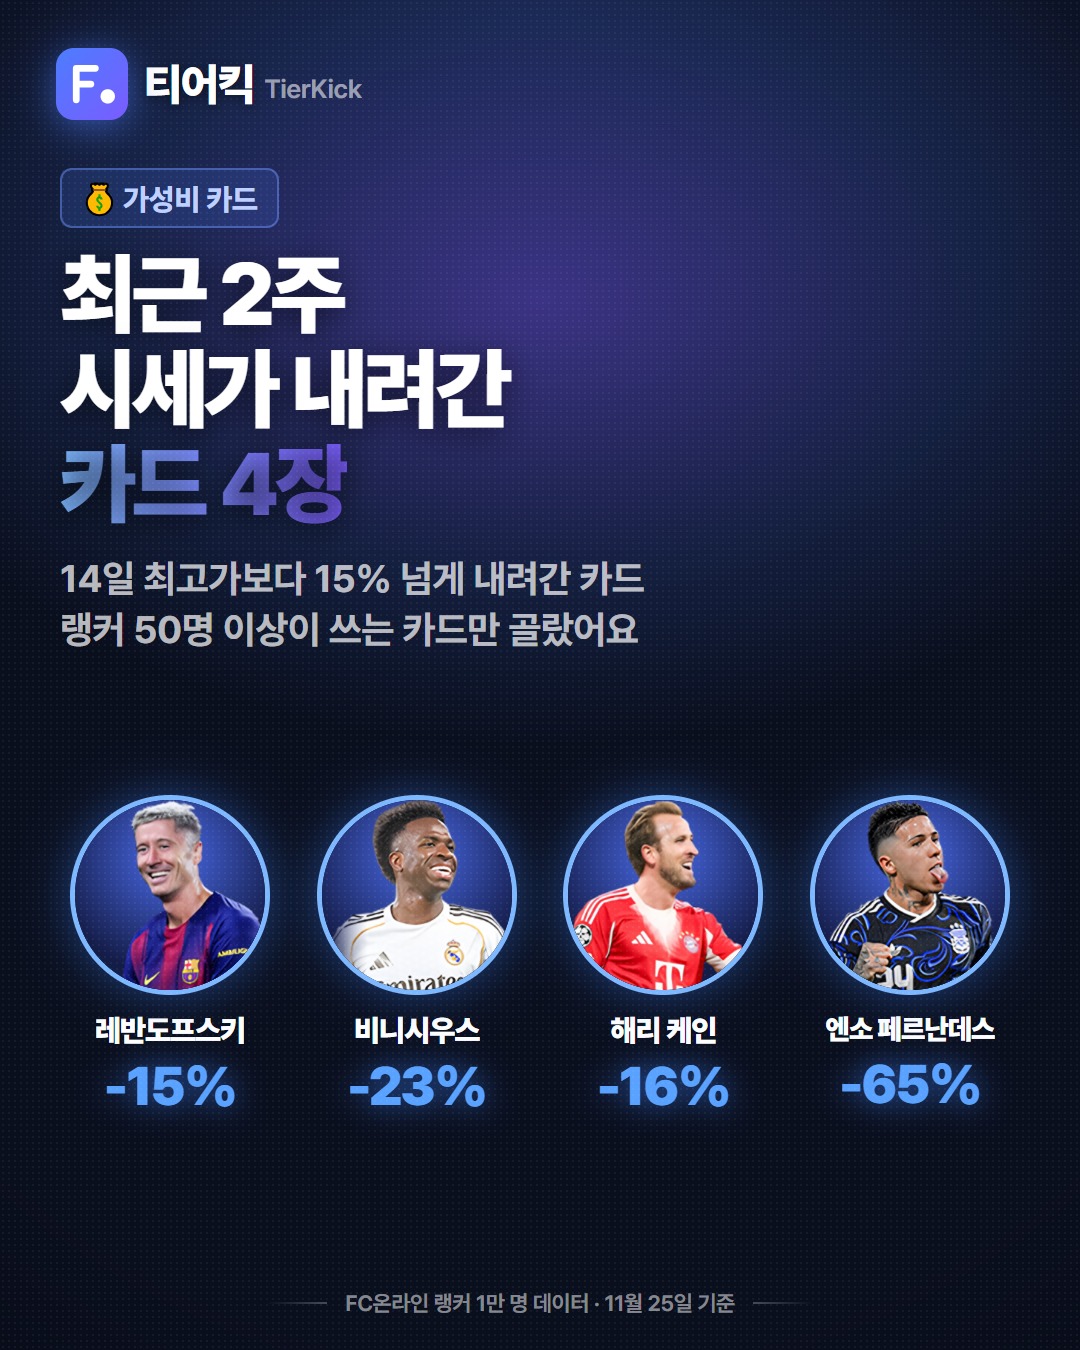 F.
티어킥 TierKick
가성비 카드
최근 2주
시세가 내려간
카드 4장
14일 최고가보다 15% 넘게 내려간 카드
랭커 50명 이상이 쓰는 카드만 골랐어요
레반도프스키
비니시우스
해리 케인
엔소 페르난데스
-15%
-23%
-16%
-65%
FC온라인 랭커 1만 명 데이터 · 11월 25일 기준